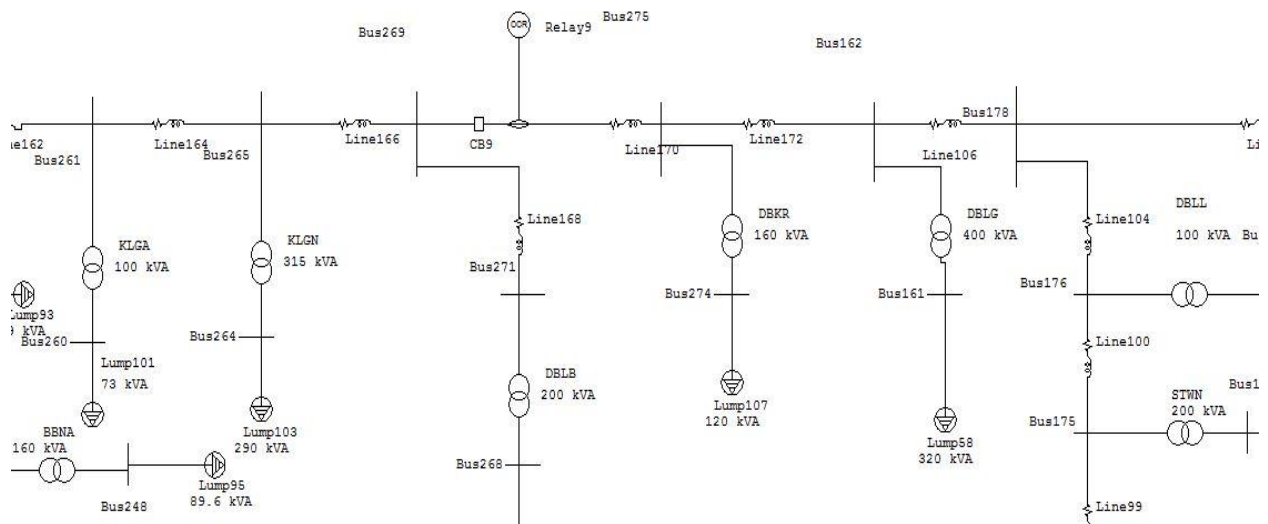 OCR
Relay9
Bus275
Bus269
Bus162
Bus178
Line164
Line166
CB9
Line170
Line172
Line106
Bus261
Bus265
KLGA
100 kVA
KLGN
315 kVA
Line168
Bus271
DBKR
160 kVA
DBLG
400 kVA
Line104
DBLL
100 kVA
Bus274
Bus161
Bus176
Lump93
Bus260
Bus264
Line100
Lump101
73 kVA
DBLB
200 kVA
Lump107
120 kVA
STWN
200 kVA
Bus175
BBNA
160 kVA
Lump103
290 kVA
Lump58
320 kVA
Bus268
Lump95
89.6 kVA
Bus248
Line99